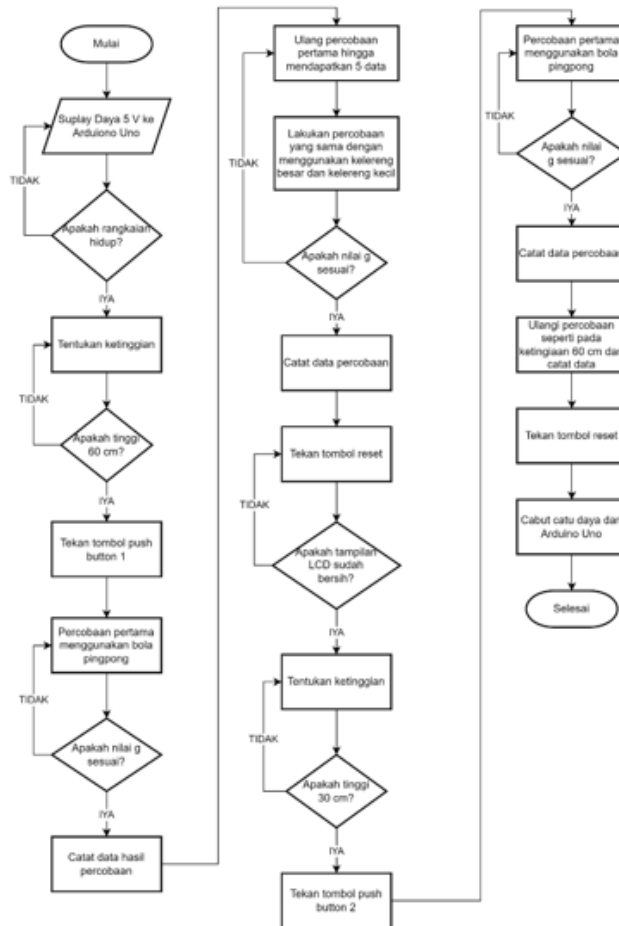 Mulai
Suplay Daya 5 V ke
Arduiono Uno
TIDAK
Apakah rangkaian
hidup?
IYA
Tentukan ketinggian
TIDAK
Apakah tinggi
60 cm?
IYA
Tekan tombol push
button 1
Percobaan pertama
menggunakan bola
pingpong
TIDAK
Apakah nilai g
sesuai?
IYA
Catat data hasil
percobaan
Ulang percobaan
pertama hingga
mendapatkan 5 data
Lakukan percobaan
yang sama dengan
menggunakan kelereng
besar dan kelereng kecil
TIDAK
Apakah nilai g
sesuai?
IYA
Catat data percobaan
Tekan tombol reset
TIDAK
Apakah tampilan
LCD sudah
bersih?
IYA
Tentukan ketinggian
TIDAK
Apakah tinggi
30 cm?
IYA
Tekan tombol push
button 2
Percobaan pertama
menggunakan bola
pingpong
TIDAK
Apakah nilai g
sesuai?
IYA
Catat data percobaan
Ulangi percobaan
seperti pada
ketingiaan 60 cm dan
catat data
Tekan tombol reset
Cabut catu daya dari
Arduino Uno
Selesai